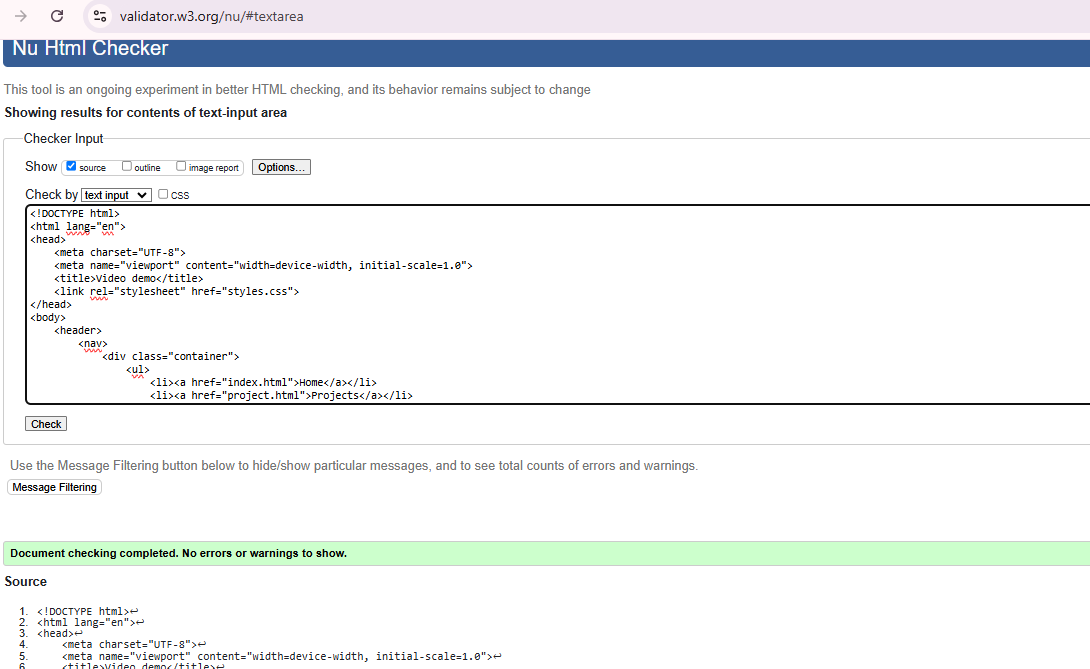 validator.w3.org/nu/#textarea
Nu Html Checker
This tool is an ongoing experiment in better HTML checking, and its behavior remains subject to change
Showing results for contents of text-input area
Checker Input
Show source outline image report Options...
Check by text input CSS
<!DOCTYPE html>
<html lang="en">
<head>
    <meta charset="UTF-8">
    <meta name="viewport" content="width=device-width, initial-scale=1.0">
    <title>Video demo</title>
    <link rel="stylesheet" href="styles.css">
</head>
<body>
    <header>
        <nav>
            <div class="container">
                <ul>
                    <li><a href="index.html">Home</a></li>
                    <li><a href="project.html">Projects</a></li>
Check
Use the Message Filtering button below to hide/show particular messages, and to see total counts of errors and warnings.
Message Filtering
Document checking completed. No errors or warnings to show.
Source
1. <!DOCTYPE html>↩
2. <html lang="en">↩
3. <head>↩
4.     <meta charset="UTF-8">↩
5.     <meta name="viewport" content="width=device-width, initial-scale=1.0">↩
6.     <title>Video demo</title>↩